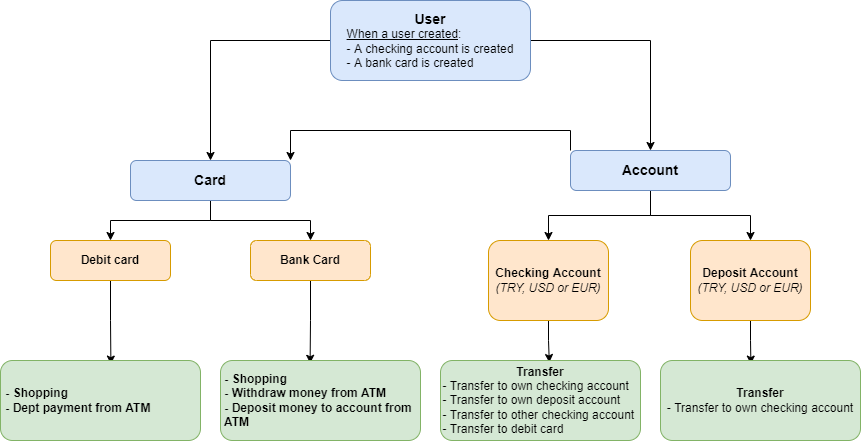 User
When a user created:
- A checking account is created
- A bank card is created
Card
Account
Debit card
Bank Card
Checking Account
(TRY, USD or EUR)
Deposit Account
(TRY, USD or EUR)
- Shopping
- Dept payment from ATM
- Shopping
- Withdraw money from ATM
- Deposit money to account from
ATM
Transfer
- Transfer to own checking account
- Transfer to own deposit account
- Transfer to other checking account
- Transfer to debit card
Transfer
- Transfer to own checking account